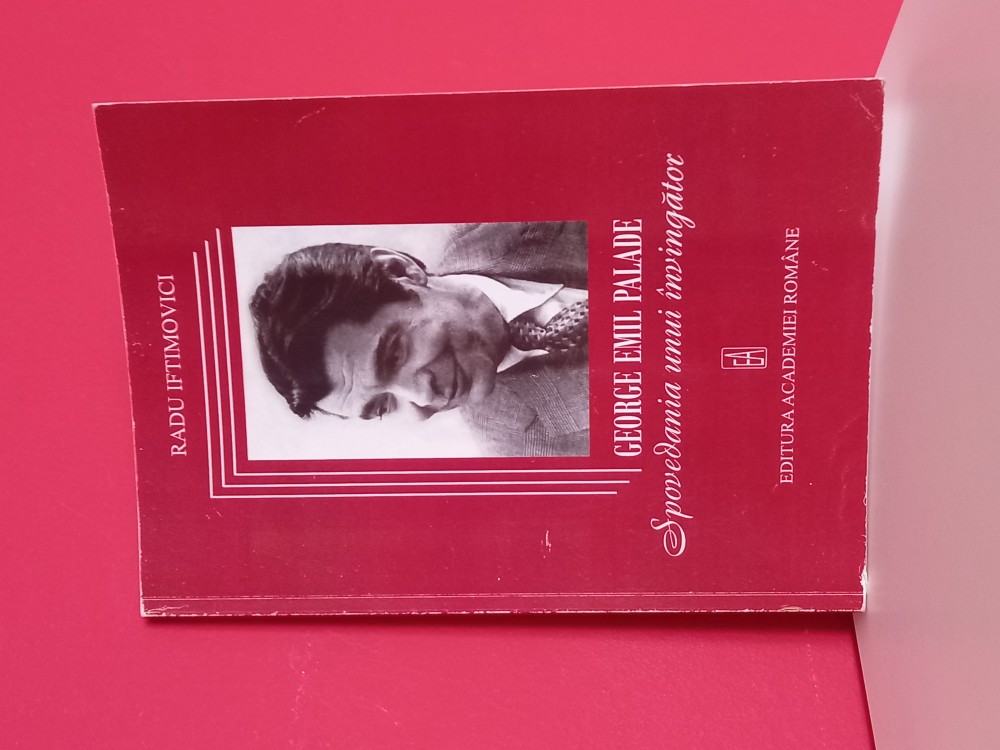 RADU IFTIMOVICI
GEORGE EMIL PALADE
Spovedania unui învingător
EA
EDITURA ACADEMIEI ROMÂNE